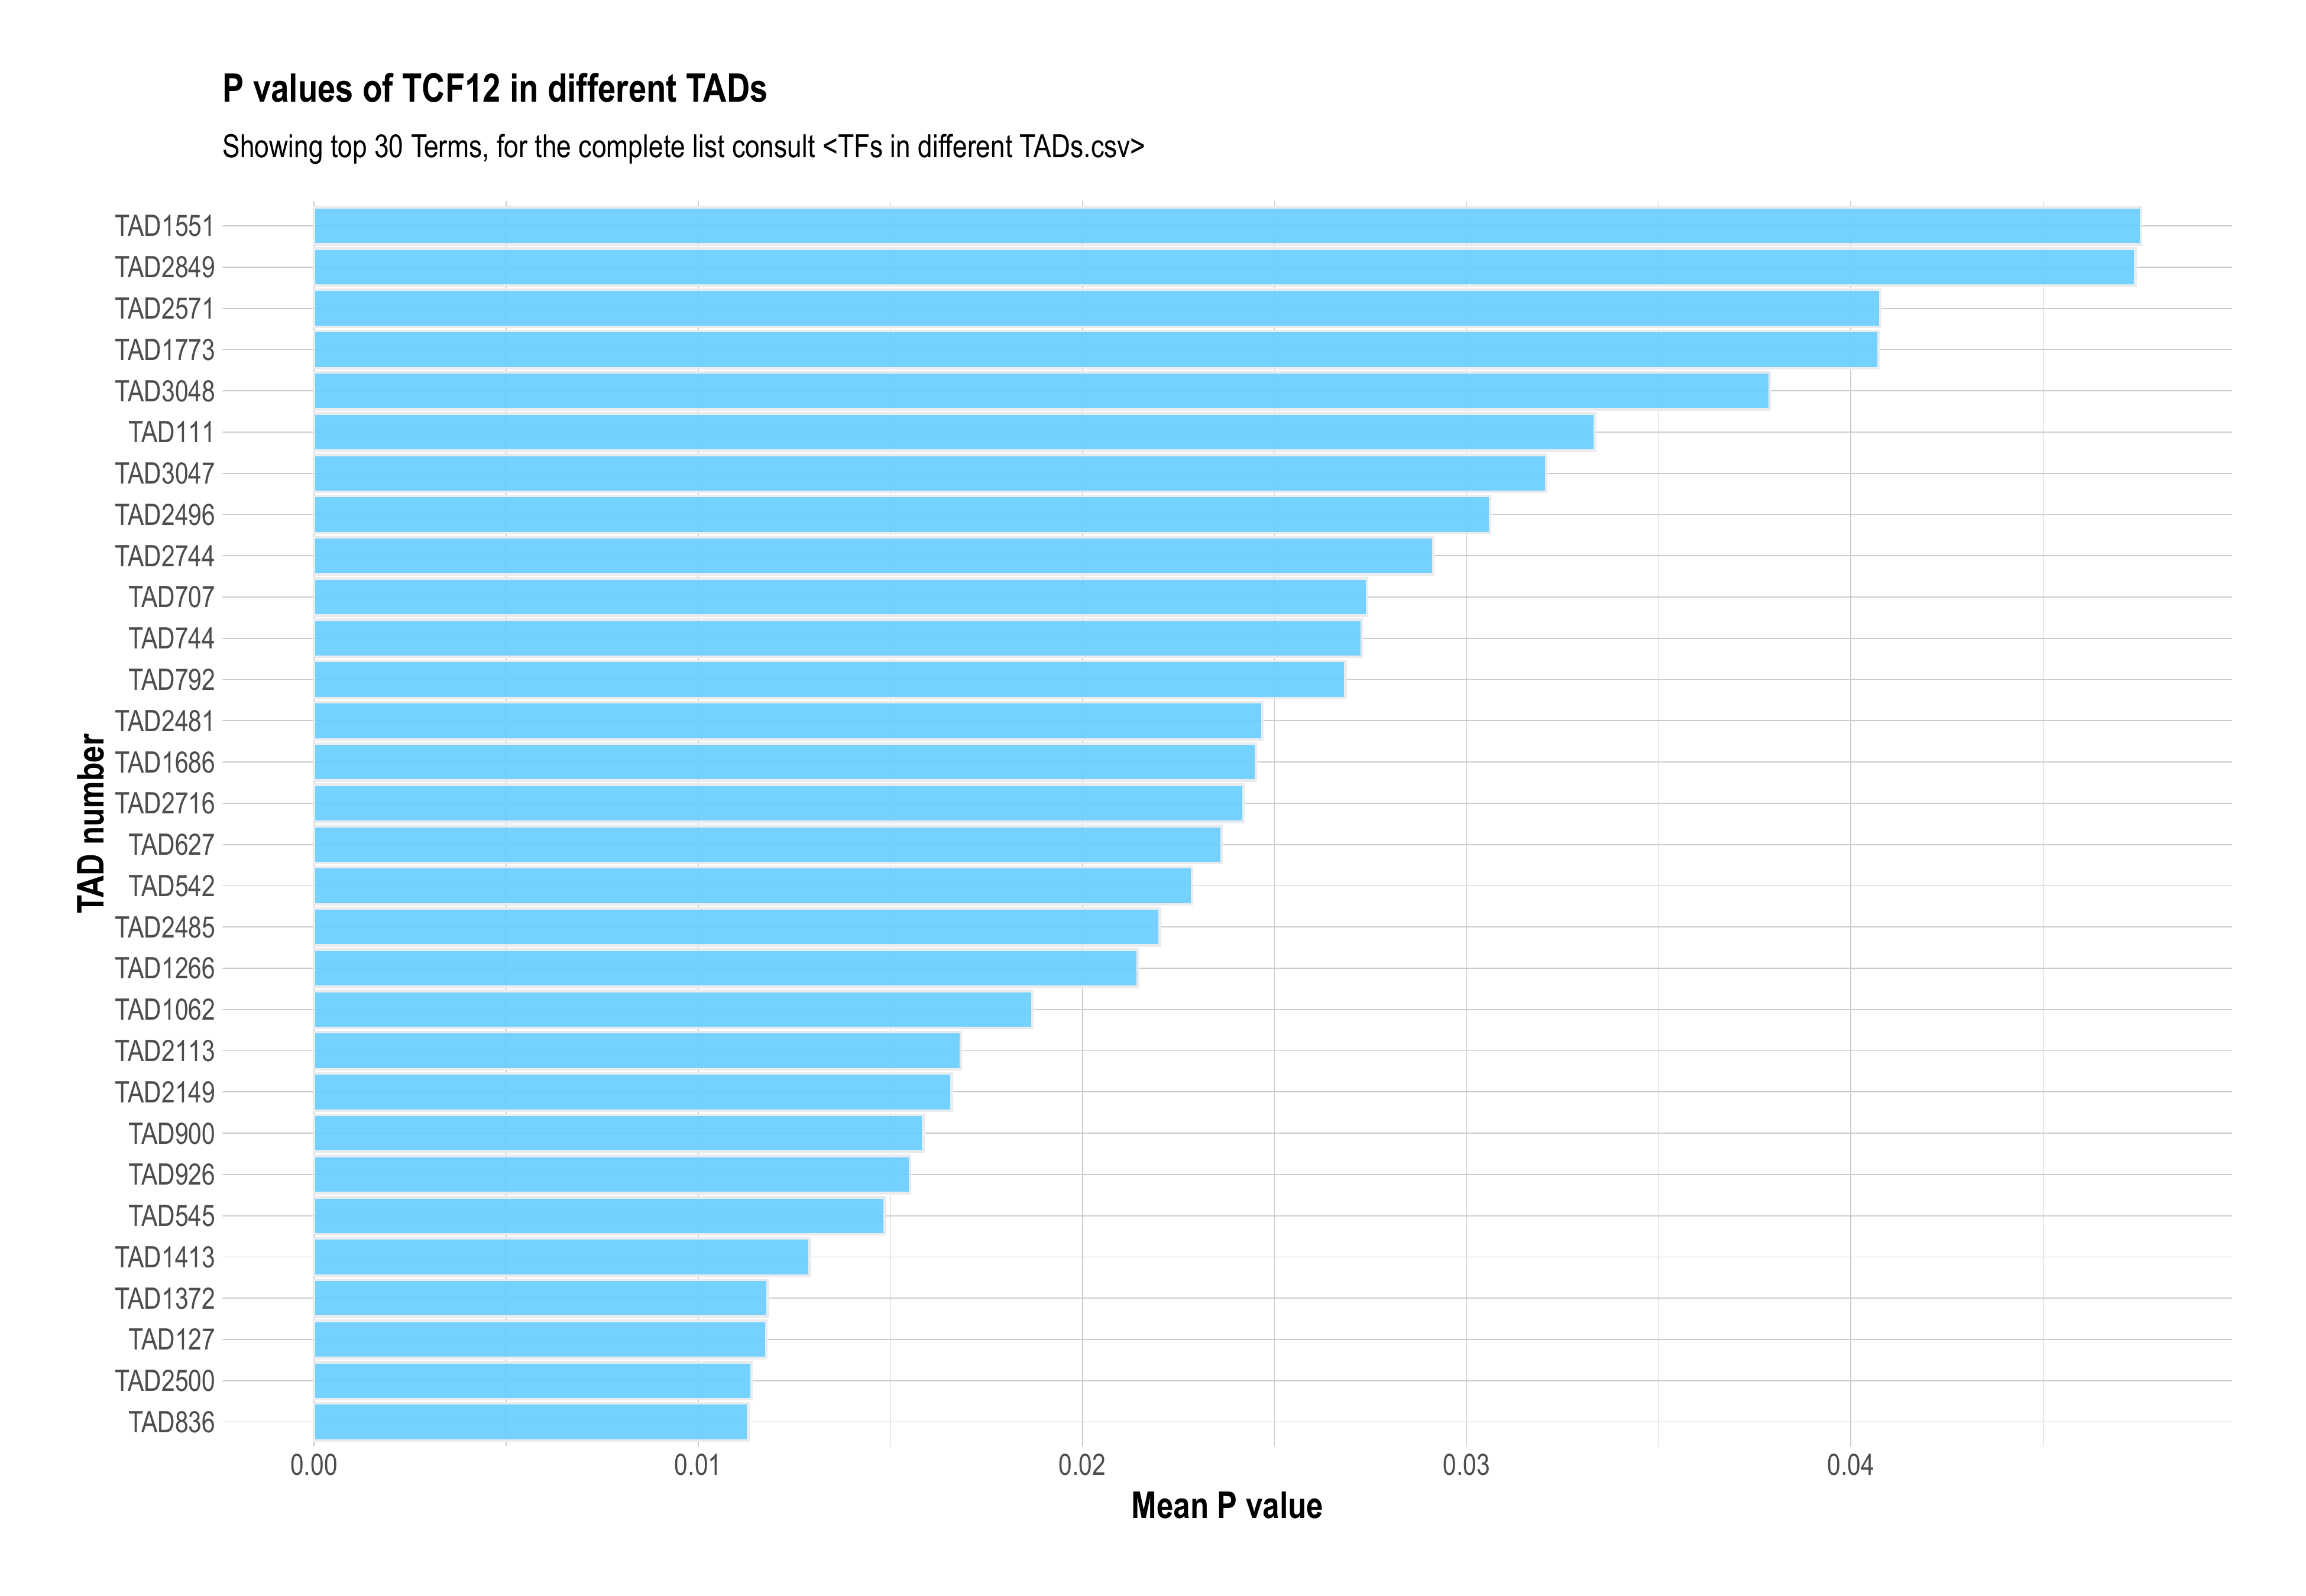 P values of TCF12 in different TADs
Showing top 30 Terms, for the complete list consult <TFs in different TADs.csv>
TAD number
TAD1551
TAD2849
TAD2571
TAD1773
TAD3048
TAD111
TAD3047
TAD2496
TAD2744
TAD707
TAD744
TAD792
TAD2481
TAD1686
TAD2716
TAD627
TAD542
TAD2485
TAD1266
TAD1062
TAD2113
TAD2149
TAD900
TAD926
TAD545
TAD1413
TAD1372
TAD127
TAD2500
TAD836
0.00 0.01 0.02 0.03 0.04
Mean P value